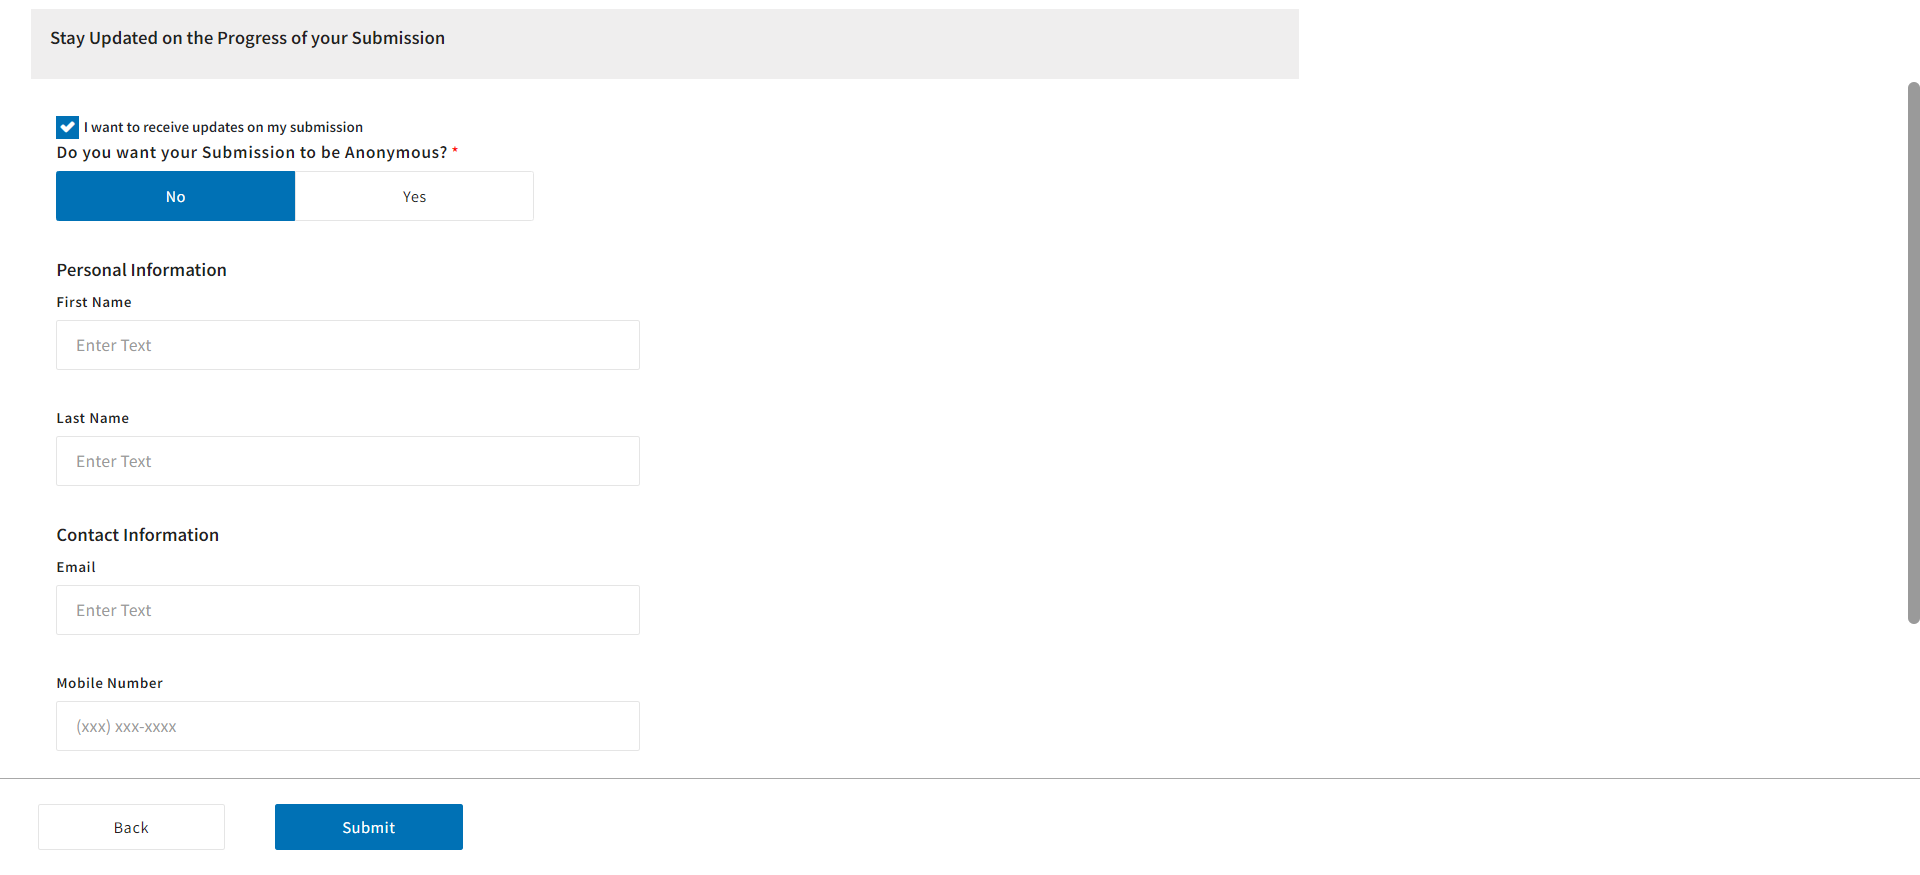 Stay Updated on the Progress of your Submission
I want to receive updates on my submission
Do you want your Submission to be Anonymous? *
No Yes
Personal Information
First Name
Enter Text
Last Name
Enter Text
Contact Information
Email
Enter Text
Mobile Number
(xxx) xxx-xxxx
Back Submit